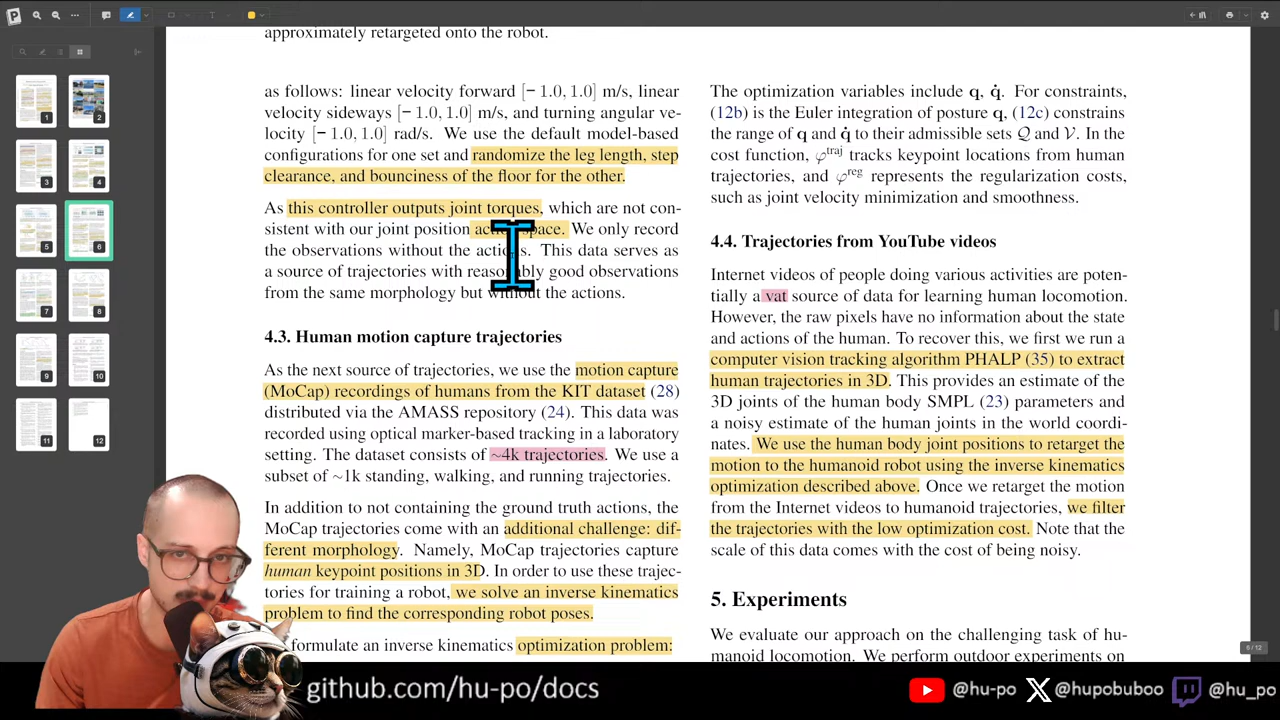 approximately retargeted onto the robot.
as follows: linear velocity forward [− 1.0, 1.0] m/s, linear
velocity sideways [− 1.0, 1.0] m/s, and turning angular ve-
locity [− 1.0, 1.0] rad/s. We use the default model-based
configurations for one set and randomize the leg length, step
clearance, and bounciness of the floor for the other.
As this controller outputs joint torques, which are not con-
sistent with our joint position action space. We only record
the observations without the actions. This data serves as
a source of trajectories with reasonably good observations
from the same morphology but without the actions.
4.3. Human motion capture trajectories
As the next source of trajectories, we use the motion capture
(MoCap) recordings of humans from the KIT dataset (28)
distributed via the AMASS repository (24). This data was
recorded using optical marker-based tracking in a laboratory
setting. The dataset consists of ∼4k trajectories. We use a
subset of ∼1k standing, walking, and running trajectories.
In addition to not containing the ground truth actions, the
MoCap trajectories come with an additional challenge: dif-
ferent morphology. Namely, MoCap trajectories capture
human keypoint positions in 3D. In order to use these trajec-
tories for training a robot, we solve an inverse kinematics
problem to find the corresponding robot poses.
formulate an inverse kinematics optimization problem:
The optimization variables include q, q̇. For constraints,
(12b) is the Euler integration of posture q, (12c) constrains
the range of q and q̇ to their admissible sets 𝒬 and 𝒱. In the
cost function, φ^traj tracks keypoint locations from human
trajectories, and φ^reg represents the regularization costs,
such as joint velocity minimization and smoothness.
4.4. Trajectories from YouTube videos
Internet videos of people doing various activities are poten-
tially a vat source of data for learning human locomotion.
However, the raw pixels have no information about the state
and actions of the human. To recover this, we first we run a
computer vision tracking algorithm PHALP (35) to extract
human trajectories in 3D. This provides an estimate of the
3D joints of the human body SMPL (23) parameters and
a noisy estimate of the human joints in the world coordi-
nates. We use the human body joint positions to retarget the
motion to the humanoid robot using the inverse kinematics
optimization described above. Once we retarget the motion
from the Internet videos to humanoid trajectories, we filter
the trajectories with the low optimization cost. Note that the
scale of this data comes with the cost of being noisy.
5. Experiments
We evaluate our approach on the challenging task of hu-
manoid locomotion. We perform outdoor experiments on
1
2
3
4
5
6
7
8
9
10
11
12
6 / 12
github.com/hu-po/docs
@hu-po
@hupobuboo
@hu_po